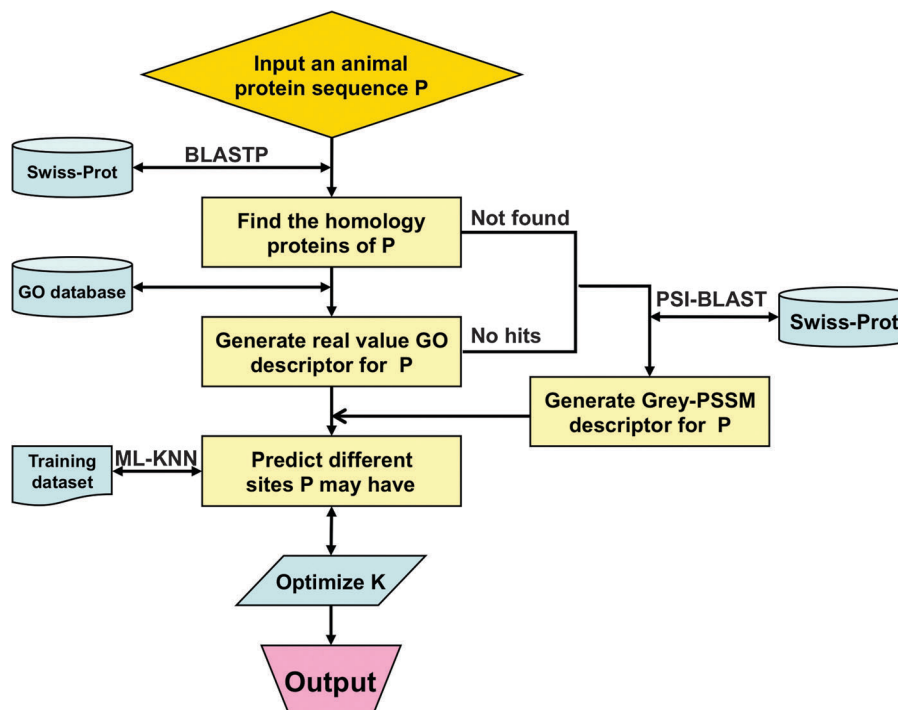 Input an animal
protein sequence P
BLASTP
Swiss-Prot
Find the homology
proteins of P
Not found
GO database
PSI-BLAST
Swiss-Prot
Generate real value GO
descriptor for P
No hits
Generate Grey-PSSM
descriptor for P
Training
dataset
ML-KNN
Predict different
sites P may have
Optimize K
Output